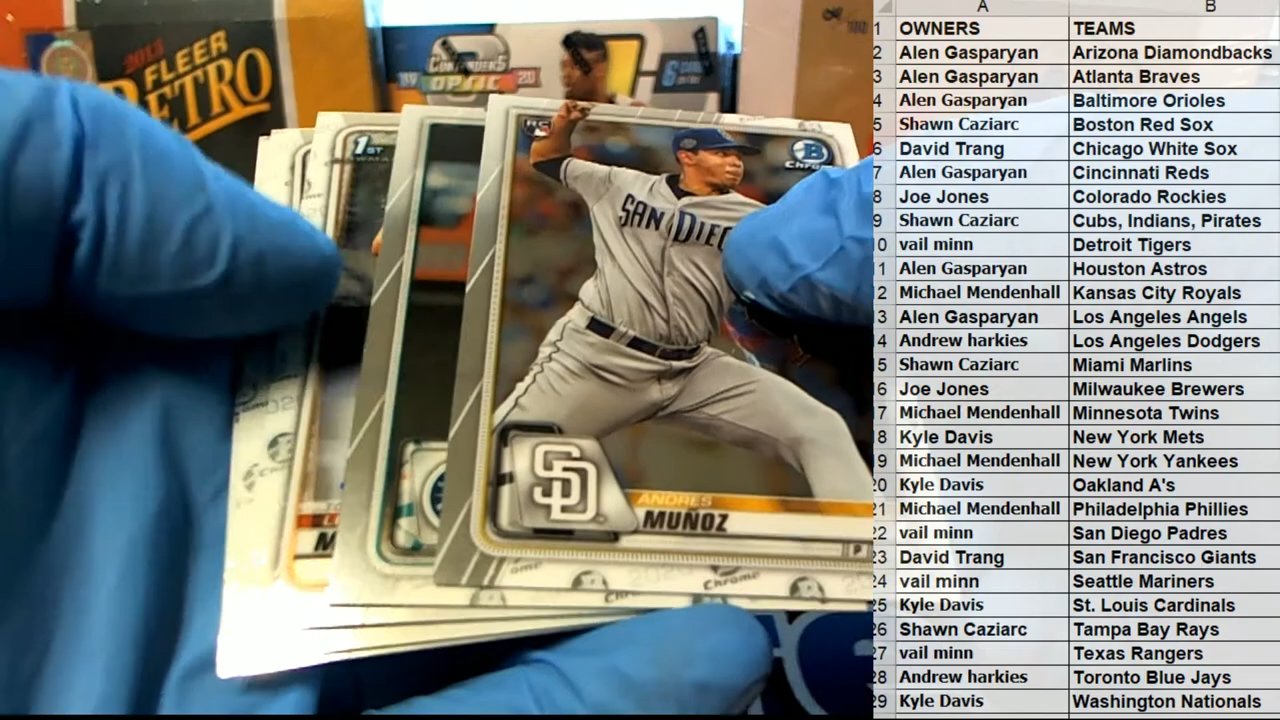 2013
FLEER
RETRO
CONTENDERS
OPTIC
19
20
6
1ST
RC
B
Chrome
SAN DIEG
SD
ANDRES
MUÑOZ
P
Chrome
A B
1 OWNERS TEAMS
2 Alen Gasparyan Arizona Diamondbacks
3 Alen Gasparyan Atlanta Braves
4 Alen Gasparyan Baltimore Orioles
5 Shawn Caziarc Boston Red Sox
6 David Trang Chicago White Sox
7 Alen Gasparyan Cincinnati Reds
8 Joe Jones Colorado Rockies
9 Shawn Caziarc Cubs, Indians, Pirates
10 vail minn Detroit Tigers
11 Alen Gasparyan Houston Astros
12 Michael Mendenhall Kansas City Royals
13 Alen Gasparyan Los Angeles Angels
14 Andrew harkies Los Angeles Dodgers
15 Shawn Caziarc Miami Marlins
16 Joe Jones Milwaukee Brewers
17 Michael Mendenhall Minnesota Twins
18 Kyle Davis New York Mets
19 Michael Mendenhall New York Yankees
20 Kyle Davis Oakland A's
21 Michael Mendenhall Philadelphia Phillies
22 vail minn San Diego Padres
23 David Trang San Francisco Giants
24 vail minn Seattle Mariners
25 Kyle Davis St. Louis Cardinals
26 Shawn Caziarc Tampa Bay Rays
27 vail minn Texas Rangers
28 Andrew harkies Toronto Blue Jays
29 Kyle Davis Washington Nationals